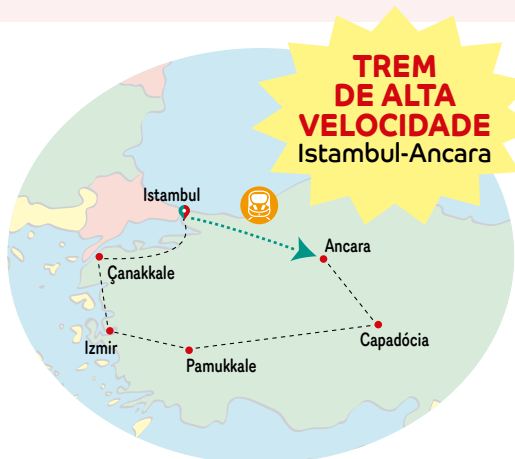 TREM
DE ALTA
VELOCIDADE
Istambul-Ancara
Istambul
Ancara
Çanakkale
Izmir
Capadócia
Pamukkale